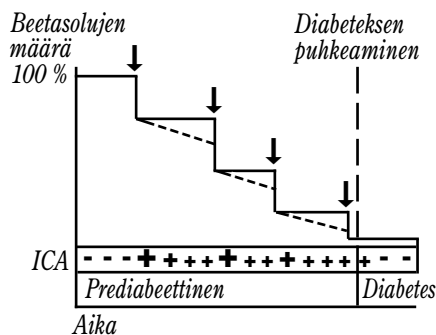 Beetasolujen
määrä
100 %
Diabeteksen
puhkeaminen
ICA
- - - + + + + + + + + + + + - -
Prediabeettinen
Diabetes
Aika